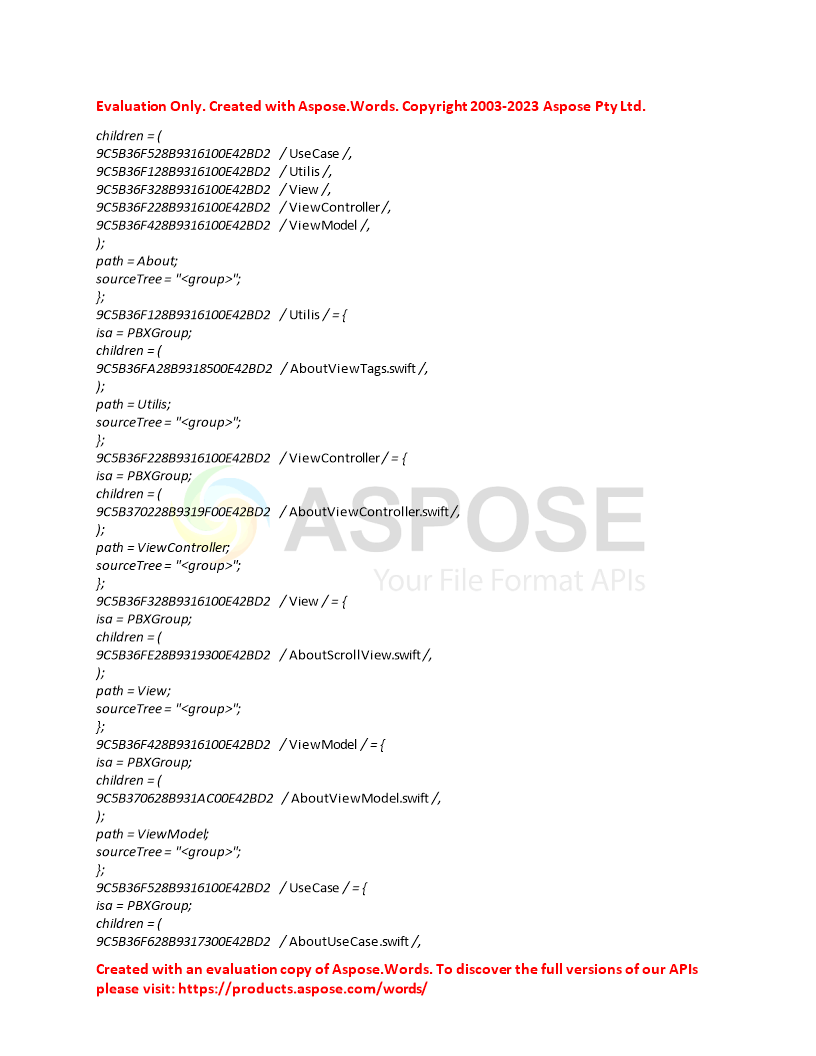 Evaluation Only. Created with Aspose.Words. Copyright 2003-2023 Aspose Pty Ltd.
children = (
9C5B36F528B9316100E42BD2 / UseCase /,
9C5B36F128B9316100E42BD2 / Utilis /,
9C5B36F328B9316100E42BD2 / View /,
9C5B36F228B9316100E42BD2 / ViewController /,
9C5B36F428B9316100E42BD2 / ViewModel /,
);
path = About;
sourceTree = "<group>";
};
9C5B36F128B9316100E42BD2 / Utilis / = {
isa = PBXGroup;
children = (
9C5B36FA28B9318500E42BD2 / AboutViewTags.swift /,
);
path = Utilis;
sourceTree = "<group>";
};
9C5B36F228B9316100E42BD2 / ViewController / = {
isa = PBXGroup;
children = (
9C5B370228B9319F00E42BD2 / AboutViewController.swift /,
);
path = ViewController;
sourceTree = "<group>";
};
9C5B36F328B9316100E42BD2 / View / = {
isa = PBXGroup;
children = (
9C5B36FE28B9319300E42BD2 / AboutScrollView.swift /,
);
path = View;
sourceTree = "<group>";
};
9C5B36F428B9316100E42BD2 / ViewModel / = {
isa = PBXGroup;
children = (
9C5B370628B931AC00E42BD2 / AboutViewModel.swift /,
);
path = ViewModel;
sourceTree = "<group>";
};
9C5B36F528B9316100E42BD2 / UseCase / = {
isa = PBXGroup;
children = (
9C5B36F628B9317300E42BD2 / AboutUseCase.swift /,
ASPOSE
Your File Format APIs
Created with an evaluation copy of Aspose.Words. To discover the full versions of our APIs
please visit: https://products.aspose.com/words/